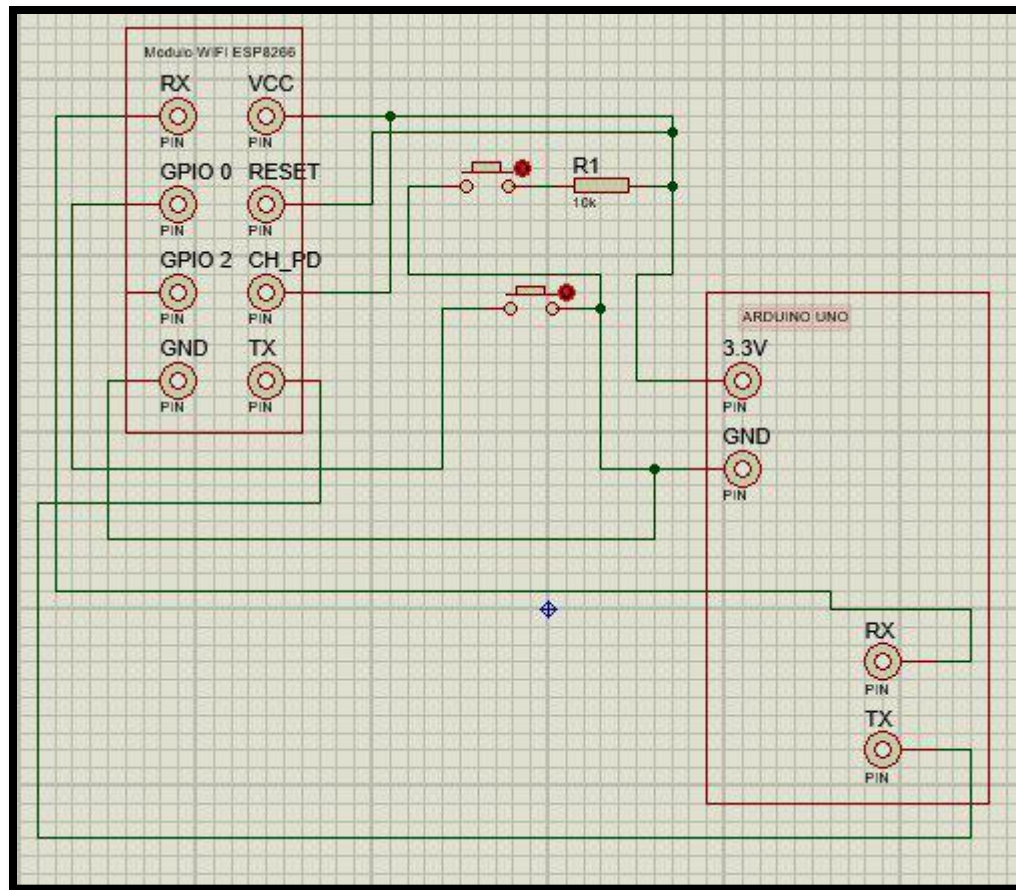 Modulo WIFI ESP8266
RX VCC
PIN PIN
GPIO 0 RESET
PIN PIN
GPIO 2 CH_PD
PIN PIN
GND TX
PIN PIN
R1
10k
ARDUINO UNO
3.3V
PIN
GND
PIN
RX
PIN
TX
PIN